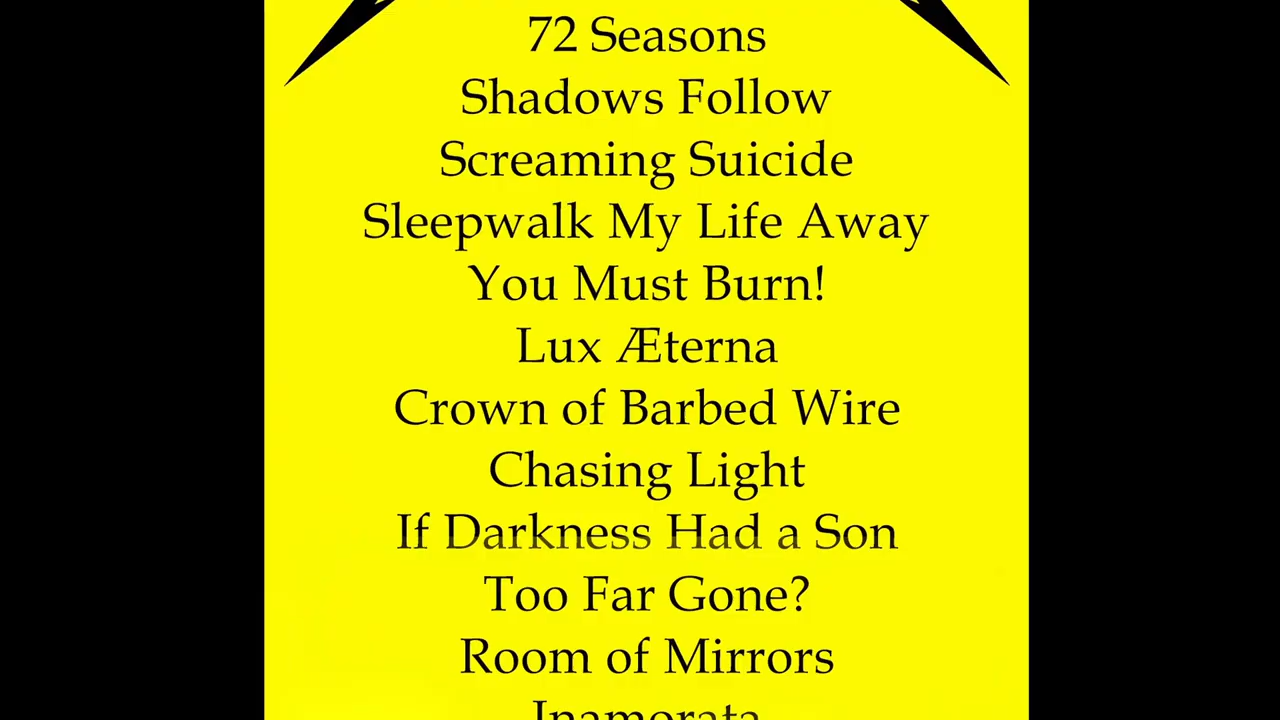 72 Seasons
Shadows Follow
Screaming Suicide
Sleepwalk My Life Away
You Must Burn!
Lux Æterna
Crown of Barbed Wire
Chasing Light
If Darkness Had a Son
Too Far Gone?
Room of Mirrors
Inamorata